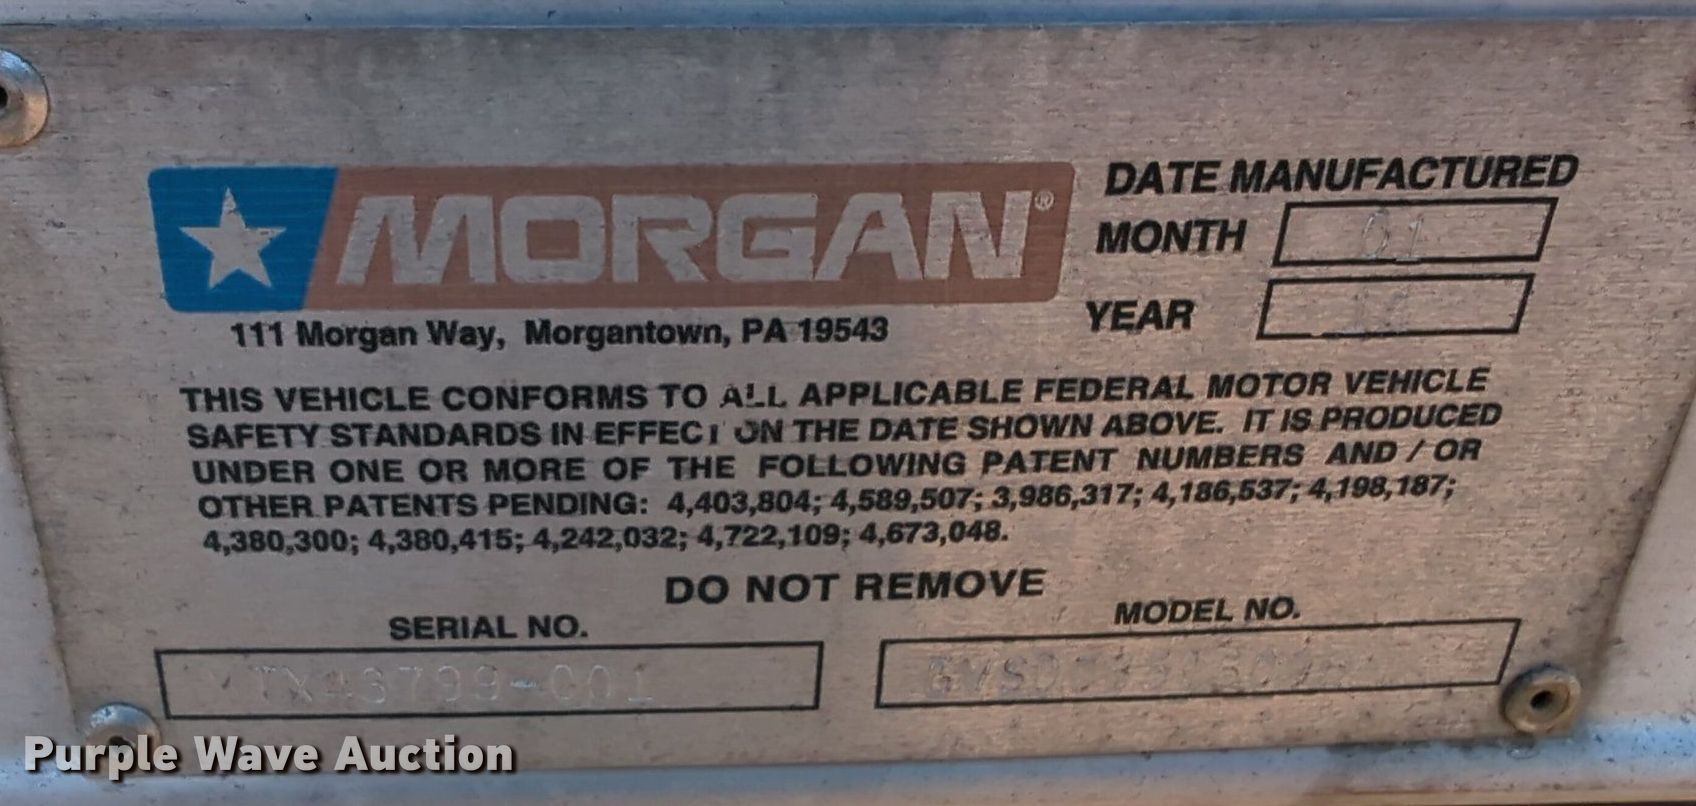 MORGAN®
DATE MANUFACTURED
MONTH 01
YEAR
111 Morgan Way, Morgantown, PA 19543
THIS VEHICLE CONFORMS TO ALL APPLICABLE FEDERAL MOTOR VEHICLE
SAFETY STANDARDS IN EFFECT ON THE DATE SHOWN ABOVE. IT IS PRODUCED
UNDER ONE OR MORE OF THE FOLLOWING PATENT NUMBERS AND / OR
OTHER PATENTS PENDING: 4,403,804; 4,589,507; 3,986,317; 4,186,537; 4,198,187;
4,380,300; 4,380,415; 4,242,032; 4,722,109; 4,673,048.
DO NOT REMOVE
SERIAL NO.
MODEL NO.
Purple Wave Auction